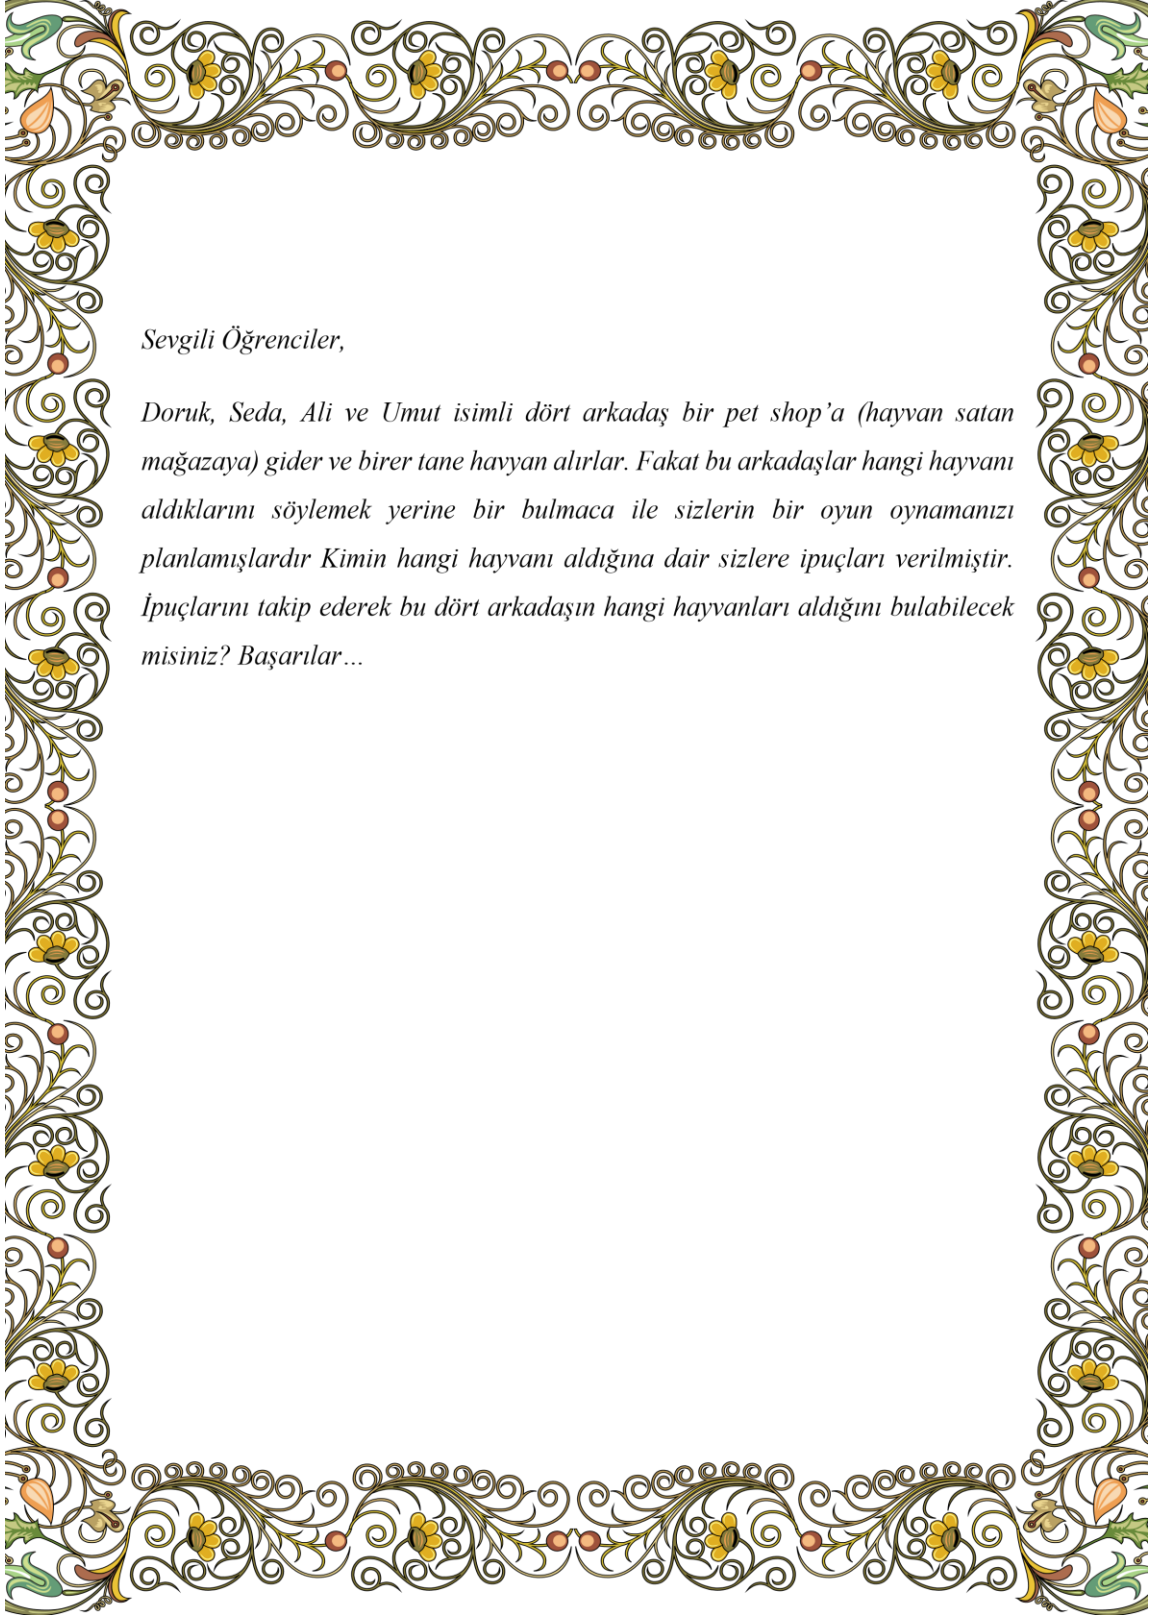 Sevgili Öğrenciler,
Doruk, Seda, Ali ve Umut isimli dört arkadaş bir pet shop’a (hayvan satan
mağazaya) gider ve birer tane havyan alırlar. Fakat bu arkadaşlar hangi hayvanı
aldıklarını söylemek yerine bir bulmaca ile sizlerin bir oyun oynamanızı
planlamışlardır Kimin hangi hayvanı aldığına dair sizlere ipuçları verilmiştir.
İpuçlarını takip ederek bu dört arkadaşın hangi hayvanları aldığını bulabilecek
misiniz? Başarılar…